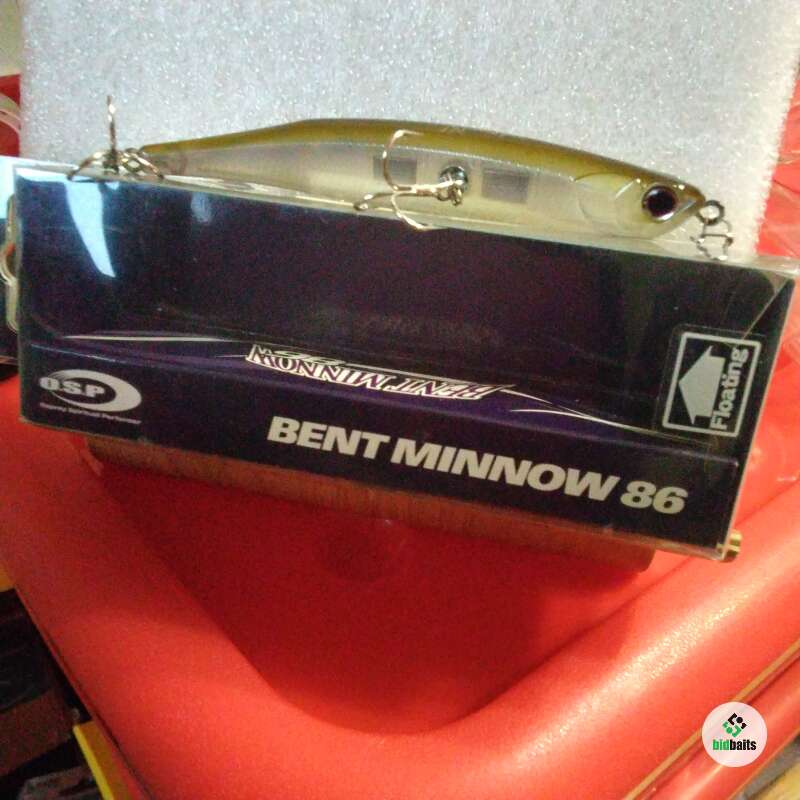 BENT MINNOW
Floating
O.S.P
BENT MINNOW 86
bidbaits